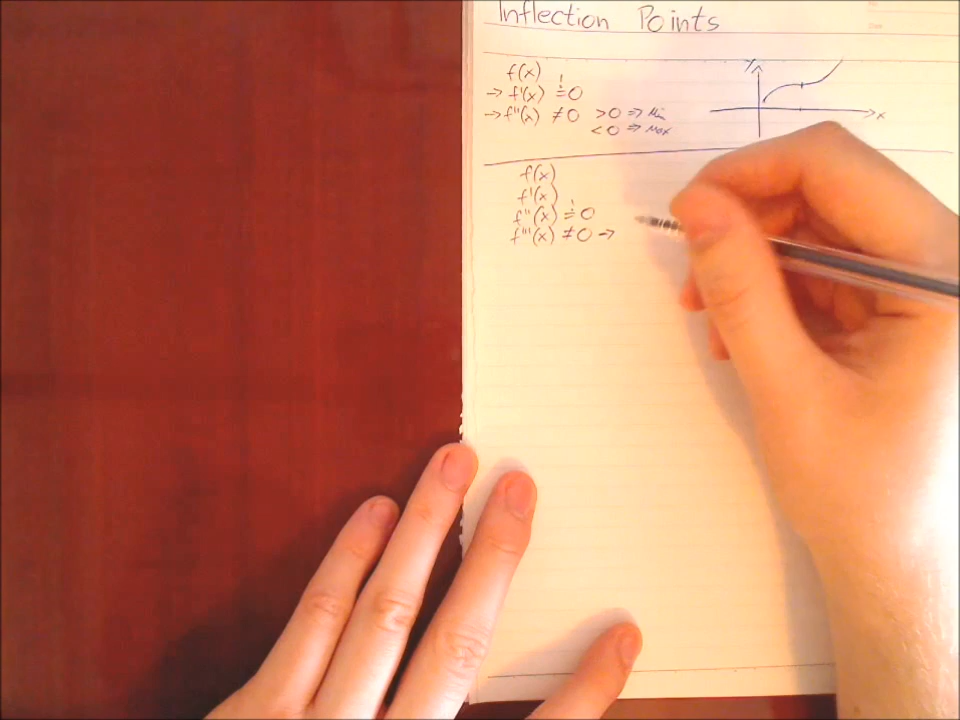 Inflection Points
f(x)
→ f'(x) != 0
→ f''(x) ≠ 0 >0 ⇒ Min
<0 ⇒ Max
y
x
f(x)
f'(x)
f''(x) != 0
f'''(x) ≠ 0 →